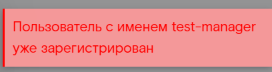 Пользователь с именем test-manager
уже зарегистрирован